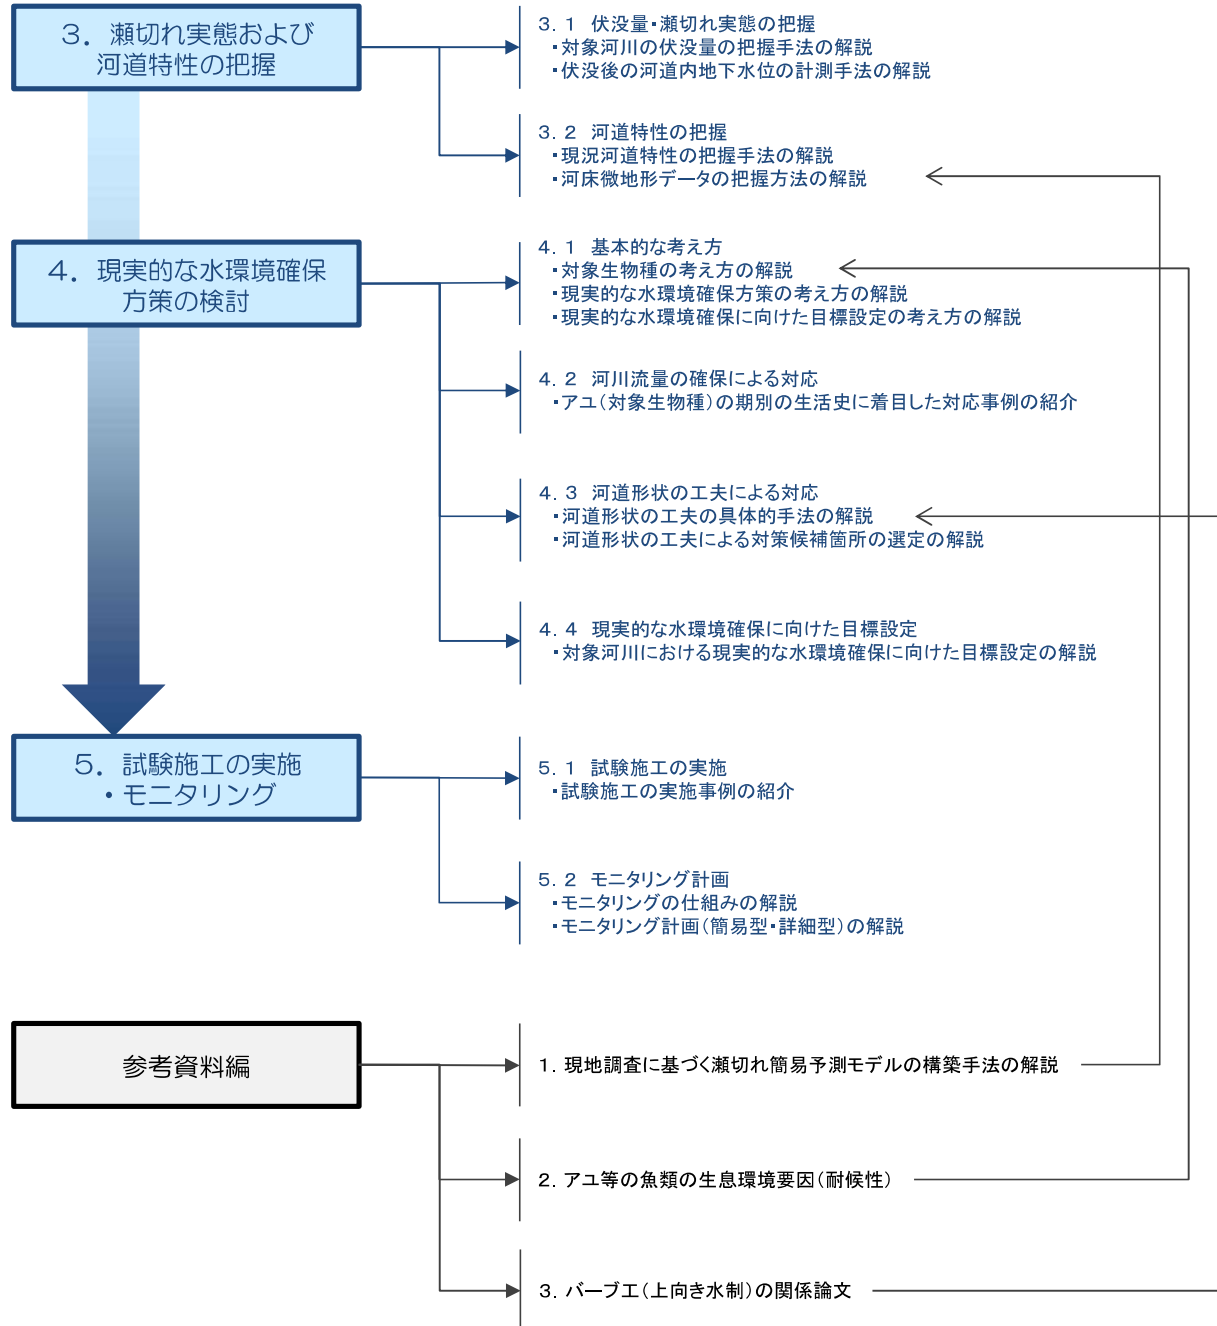 ３．瀬切れ実態および
河道特性の把握
３．１　伏没量・瀬切れ実態の把握
・対象河川の伏没量の把握手法の解説
・伏没後の河道内地下水位の計測手法の解説
３．２　河道特性の把握
・現況河道特性の把握手法の解説
・河床微地形データの把握方法の解説
４．現実的な水環境確保
方策の検討
４．１　基本的な考え方
・対象生物種の考え方の解説
・現実的な水環境確保方策の考え方の解説
・現実的な水環境確保に向けた目標設定の考え方の解説
４．２　河川流量の確保による対応
・アユ（対象生物種）の期別の生活史に着目した対応事例の紹介
４．３　河道形状の工夫による対応
・河道形状の工夫の具体的手法の解説
・河道形状の工夫による対策候補箇所の選定の解説
４．４　現実的な水環境確保に向けた目標設定
・対象河川における現実的な水環境確保に向けた目標設定の解説
５．試験施工の実施
・モニタリング
５．１　試験施工の実施
・試験施工の実施事例の紹介
５．２　モニタリング計画
・モニタリングの仕組みの解説
・モニタリング計画（簡易型・詳細型）の解説
参考資料編
１．現地調査に基づく瀬切れ簡易予測モデルの構築手法の解説
２．アユ等の魚類の生息環境要因（耐候性）
３．バーブ工（上向き水制）の関係論文